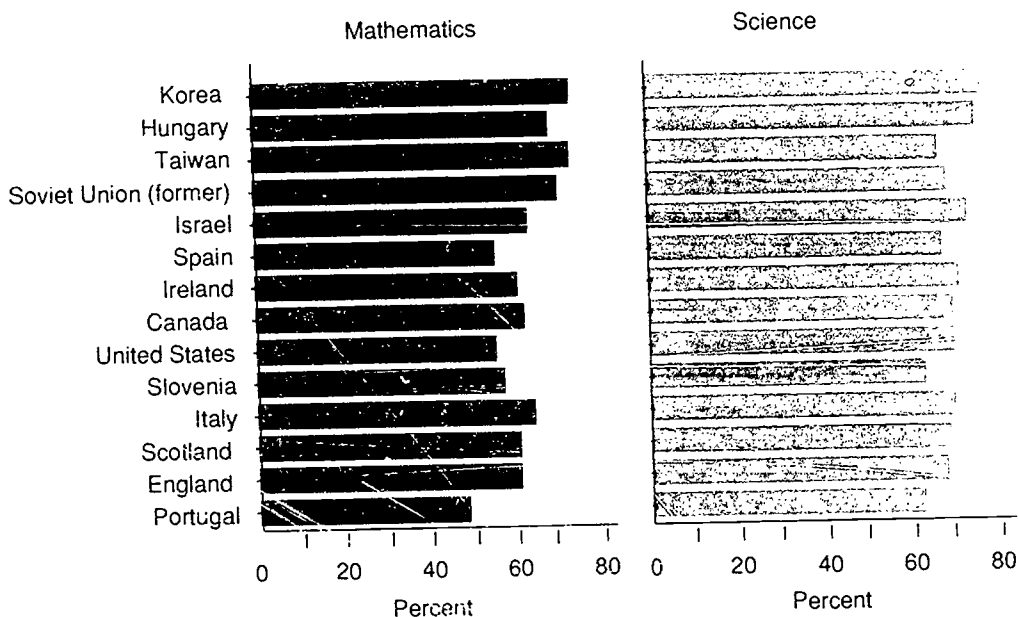 Mathematics
Science
Korea
Hungary
Taiwan
Soviet Union (former)
Israel
Spain
Ireland
Canada
United States
Slovenia
Italy
Scotland
England
Portugal
0 20 40 60 80
Percent
0 20 40 60 80
Percent